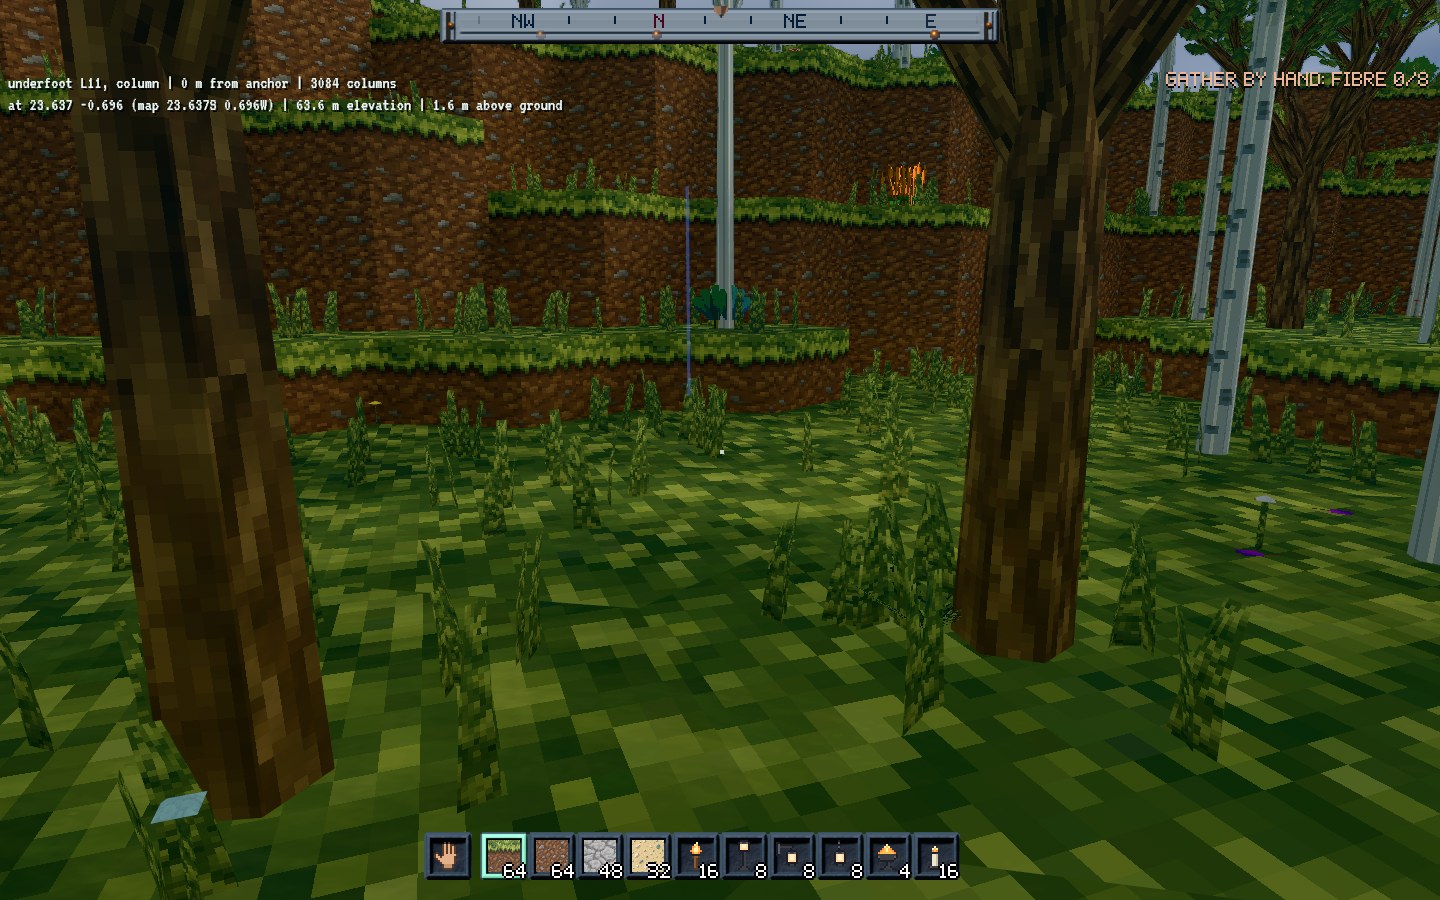 NW N NE E
underfoot L11, column | 0 m from anchor | 3084 columns
GATHER BY HAND: FIBRE 0/8
at 23.637 -0.696 (map 23.637S 0.696W) | 63.6 m elevation | 1.6 m above ground
64 64 48 32 16 8 8 8 4 16